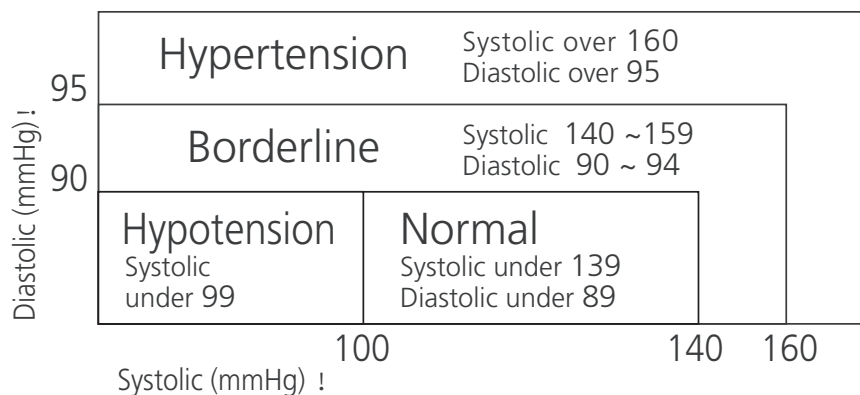 Hypertension
Systolic over 160
Diastolic over 95
95
Borderline
Systolic 140 ~159
Diastolic 90 ~ 94
90
Hypotension
Systolic
under 99
Normal
Systolic under 139
Diastolic under 89
Diastolic (mmHg) !
100
140
160
Systolic (mmHg) !